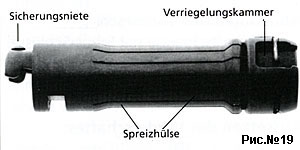 Sicherungsniete
Verriegelungskammer
Spreizhülse
Рис.№19